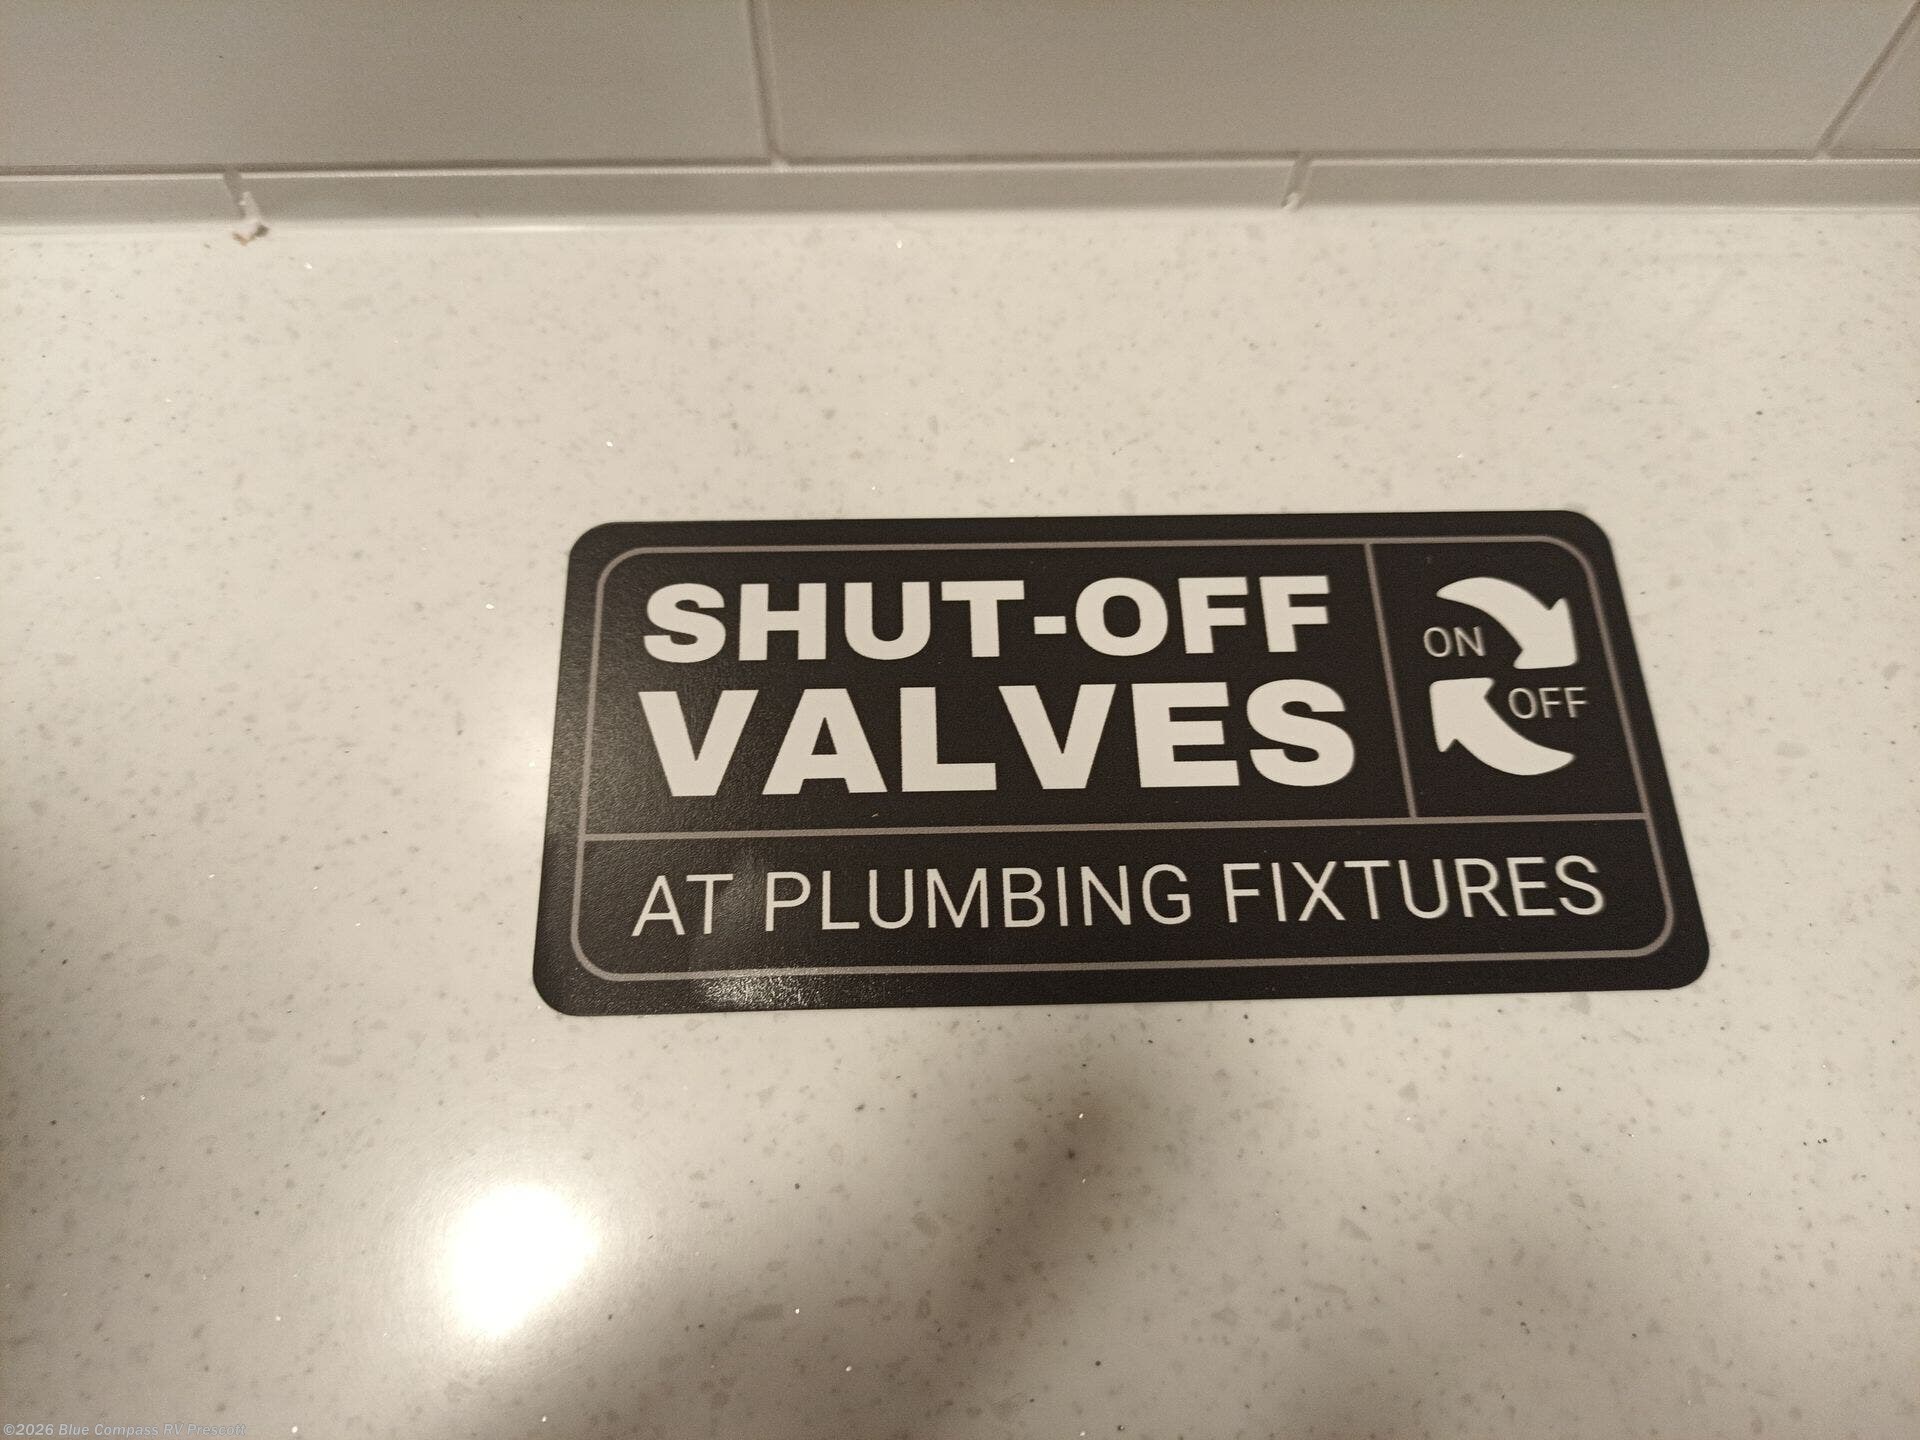 SHUT-OFF
VALVES
ON
OFF
AT PLUMBING FIXTURES
©2026 Blue Compass RV Prescott